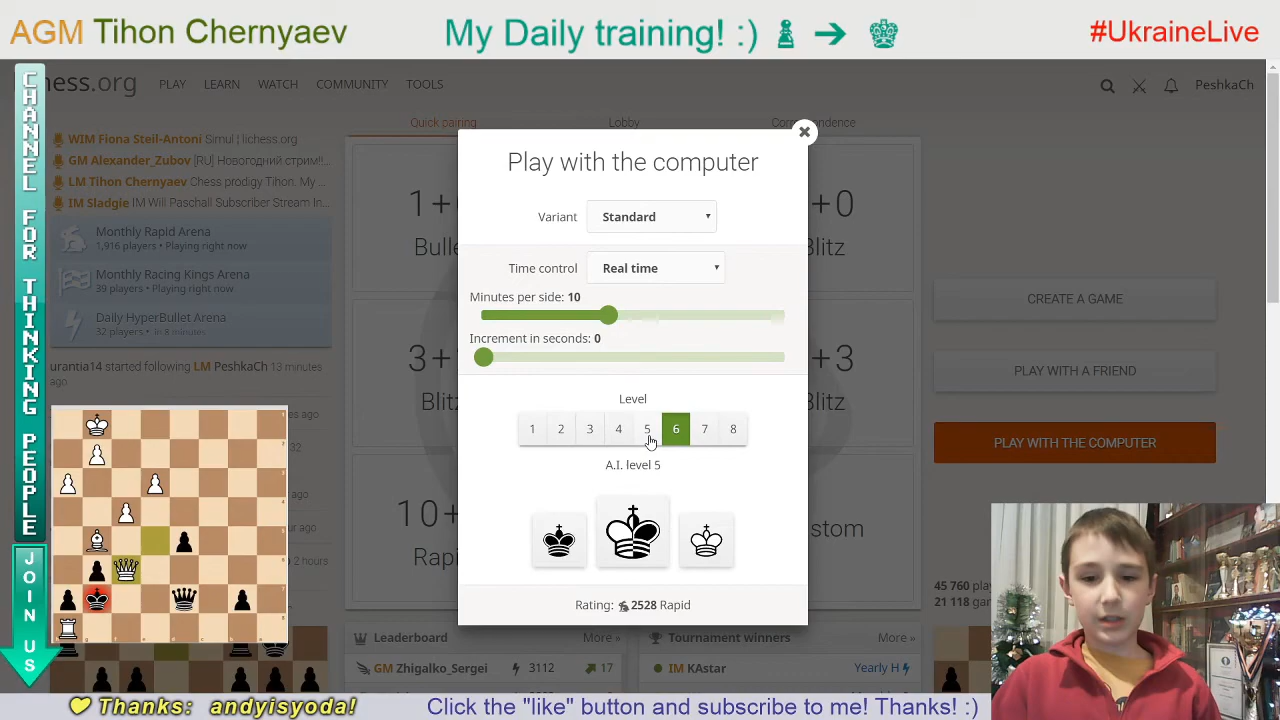 AGM Tihon Chernyaev
My Daily training! :)
#UkraineLive
CHANNEL FOR THINKING PEOPLE
JOIN US
hess.org
PLAY
LEARN
WATCH
COMMUNITY
TOOLS
PeshkaCh
Quick pairing
Lobby
Correspondence
WIM Fiona Steil-Antoni Simul | lichess.org
GM Alexander_Zubov [RU] Новогодний стрим!!...
LM Tihon Chernyaev Chess prodigy Tihon. My ...
IM Sladgie IM Will Paschall Subscriber Stream In...
Monthly Rapid Arena
1,916 players • Playing right now
Monthly Racing Kings Arena
39 players • Playing right now
Daily HyperBullet Arena
32 players • In 8 minutes
urantia14 started following LM PeshkaCh 13 minutes
ago.
Play with the computer
Variant
Standard
Time control
Real time
Minutes per side: 10
Increment in seconds: 0
Level
1 2 3 4 5 6 7 8
A.I. level 5
Rating: 2528 Rapid
Bull
+0
Blitz
+3
Blitz
CREATE A GAME
PLAY WITH A FRIEND
PLAY WITH THE COMPUTER
45 760 play
21 118 gam
Leaderboard
More »
Tournament winners
More »
GM Zhigalko_Sergei 3112 17
IM KAstar
Yearly H
Thanks: andyisyoda!
Click the "like" button and subscribe to me! Thanks! :)